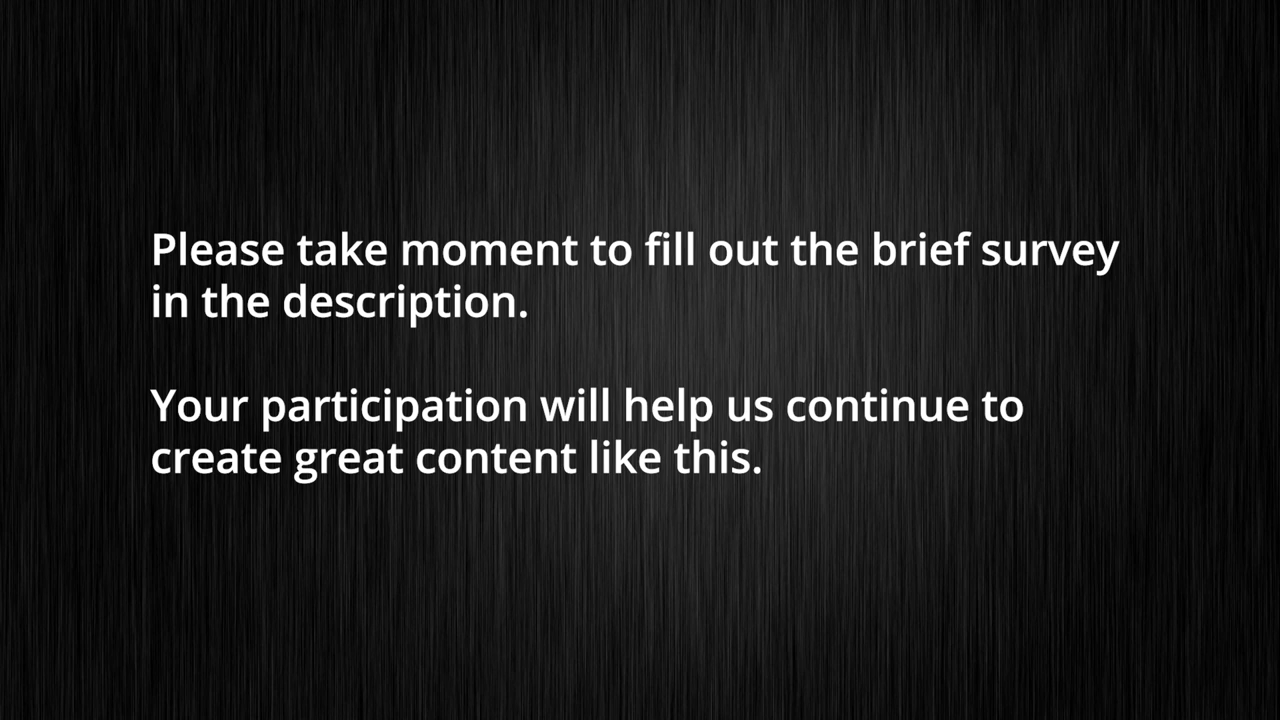 Please take moment to fill out the brief survey
in the description.
Your participation will help us continue to
create great content like this.